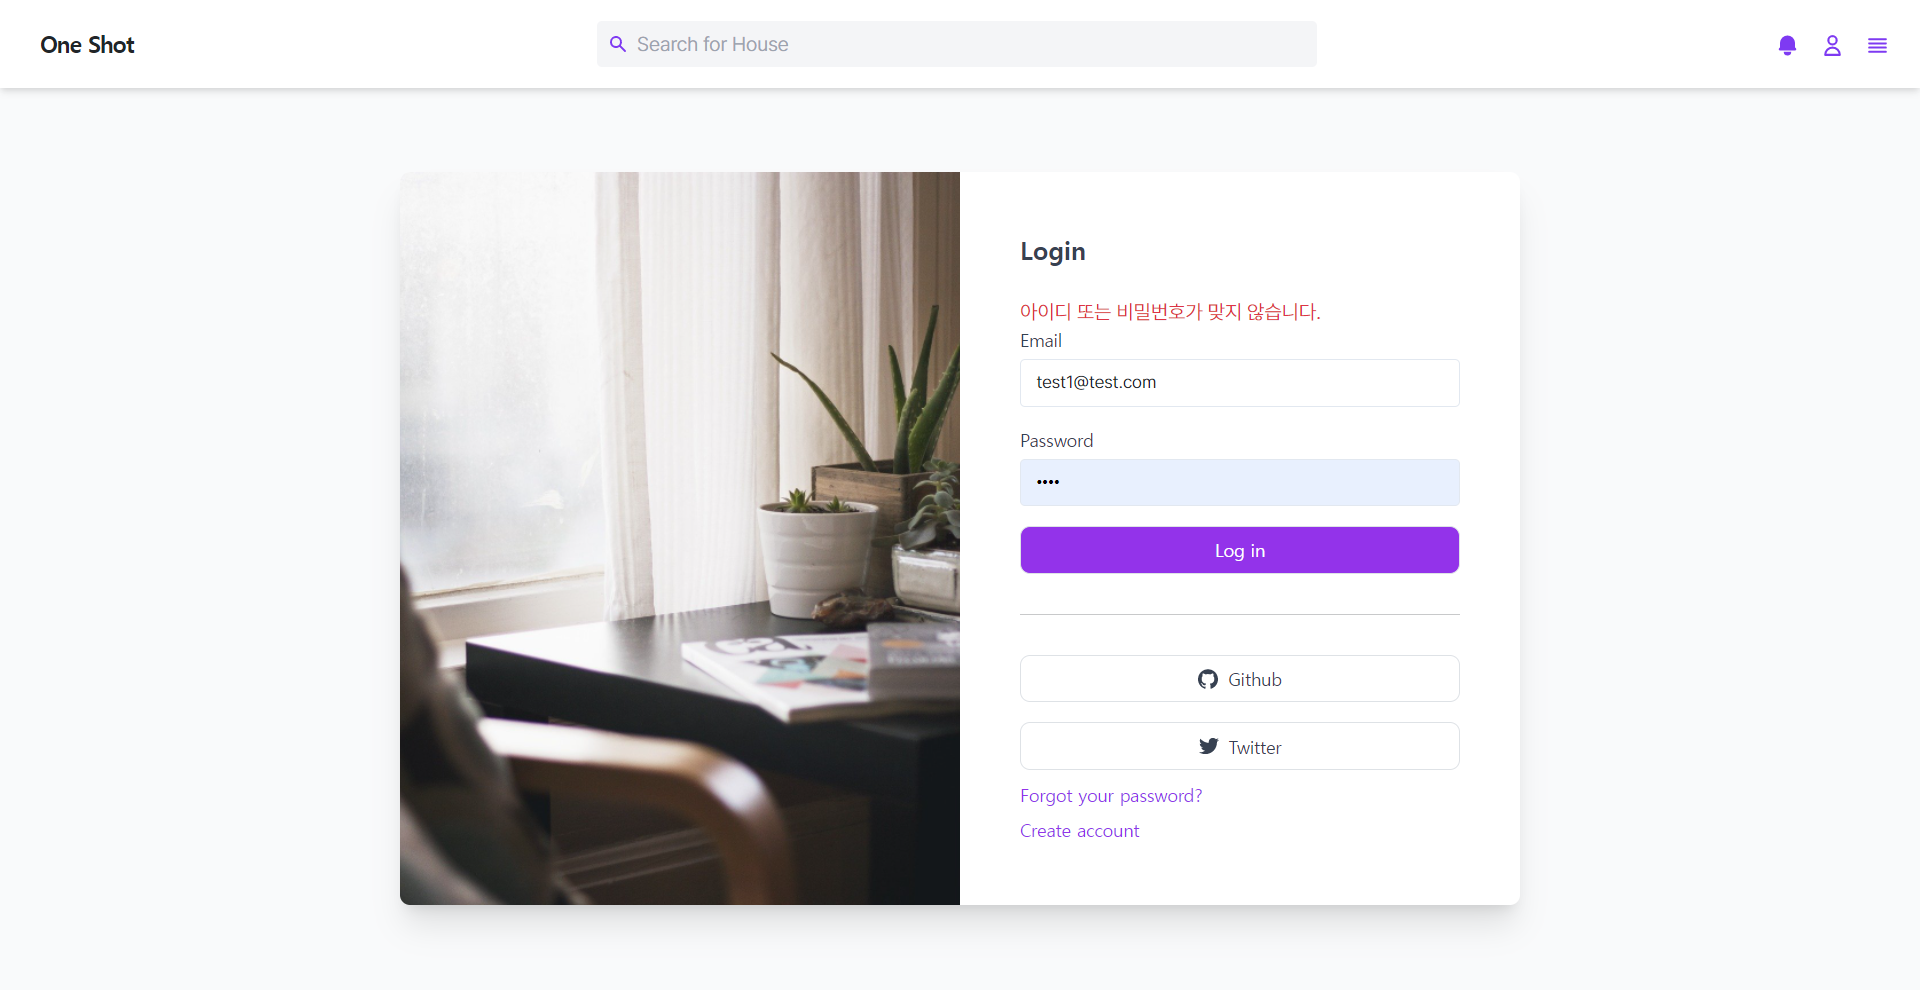 One Shot
Search for House
Login
아이디 또는 비밀번호가 맞지 않습니다.
Email
test1@test.com
Password
••••
Log in
Github
Twitter
Forgot your password?
Create account